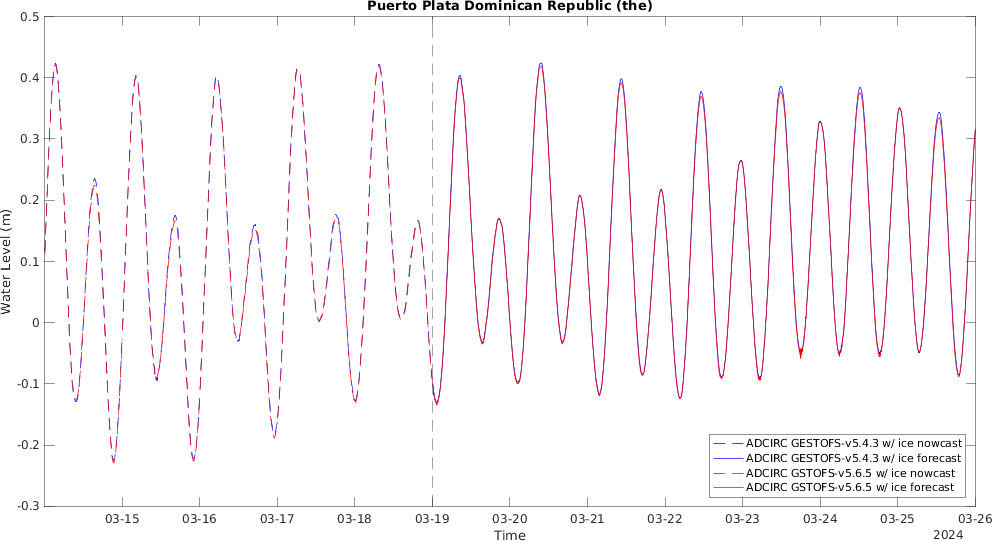 Puerto Plata Dominican Republic (the)
0.5
0.4
0.3
0.2
0.1
0
-0.1
-0.2
-0.3
Water Level (m)
ADCIRC GESTOFS-v5.4.3 w/ ice nowcast
ADCIRC GESTOFS-v5.4.3 w/ ice forecast
ADCIRC GSTOFS-v5.6.5 w/ ice nowcast
ADCIRC GSTOFS-v5.6.5 w/ ice forecast
03-15 03-16 03-17 03-18 03-19 03-20 03-21 03-22 03-23 03-24 03-25 03-26
Time
2024